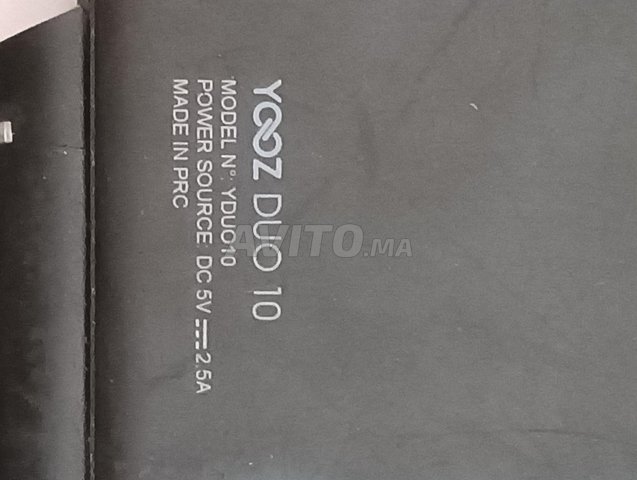 YOOZ DUO 10
MODEL N°: YDUO10
POWER SOURCE: DC 5V ⎓ 2.5A
MADE IN PRC
AVITO.MA